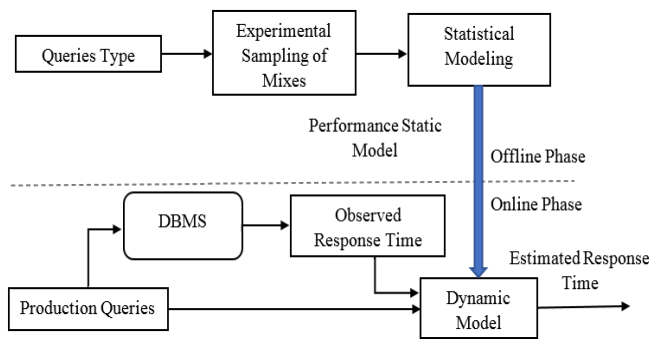 Queries Type
Experimental
Sampling of
Mixes
Statistical
Modeling
Performance Static
Model
Offline Phase
Online Phase
DBMS
Observed
Response Time
Estimated Response
Time
Production Queries
Dynamic
Model